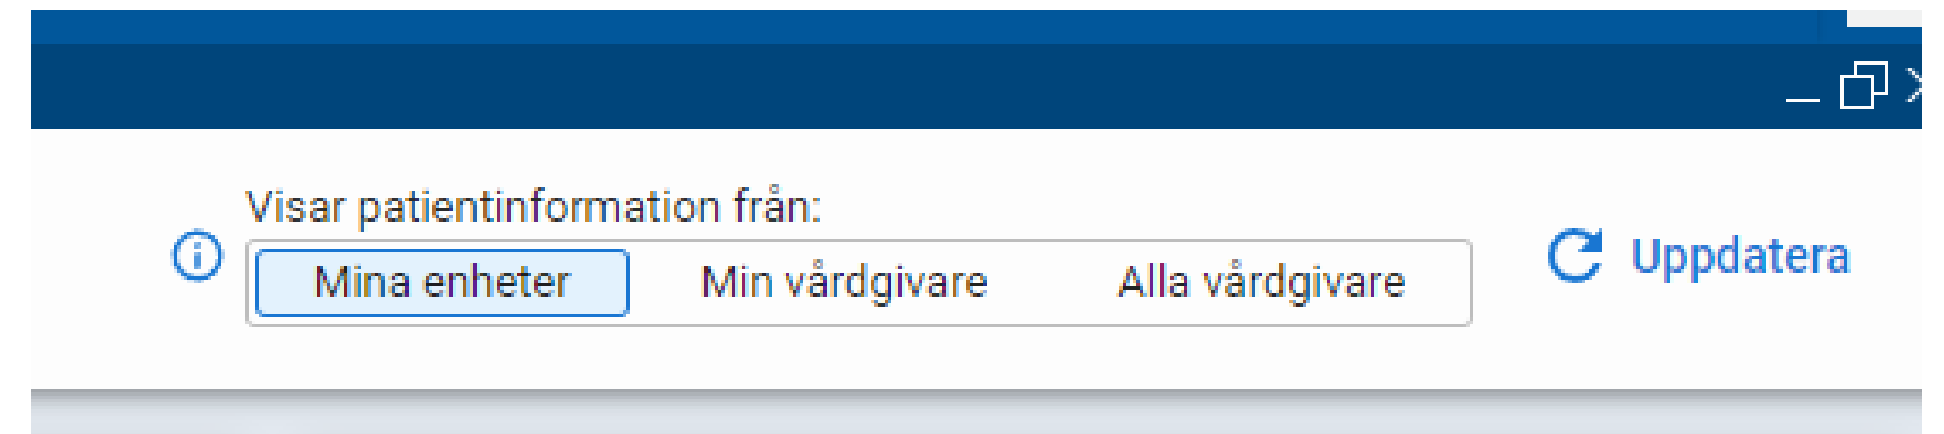 Visar patientinformation från:
Mina enheter Min vårdgivare Alla vårdgivare
Uppdatera